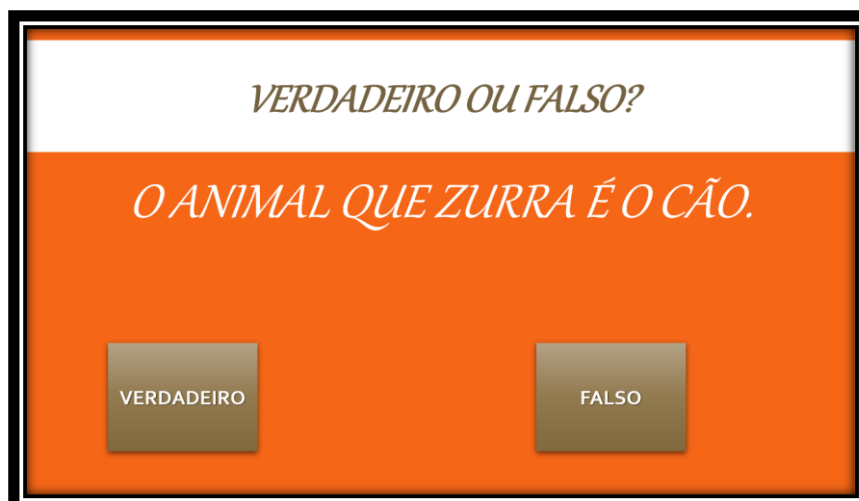 VERDADEIRO OU FALSO?
O ANIMAL QUE ZURRA É O CÃO.
VERDADEIRO
FALSO